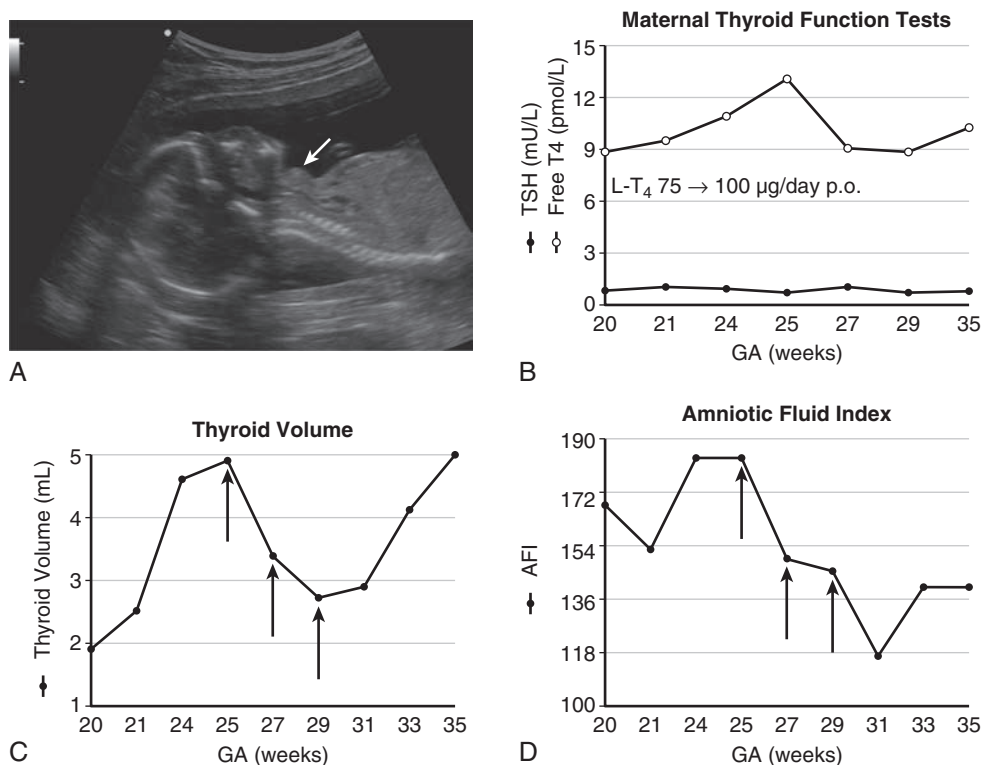 A
Maternal Thyroid Function Tests
TSH (mU/L)
Free T4 (pmol/L)
15
12
9
6
3
0
L-T₄ 75 → 100 µg/day p.o.
20 21 24 25 27 29 35
GA (weeks)
B
Thyroid Volume
Thyroid Volume (mL)
5
4
3
2
1
20 21 24 25 27 29 31 33 35
GA (weeks)
C
Amniotic Fluid Index
AFI
190
172
154
136
118
100
20 21 24 25 27 29 31 33 35
GA (weeks)
D